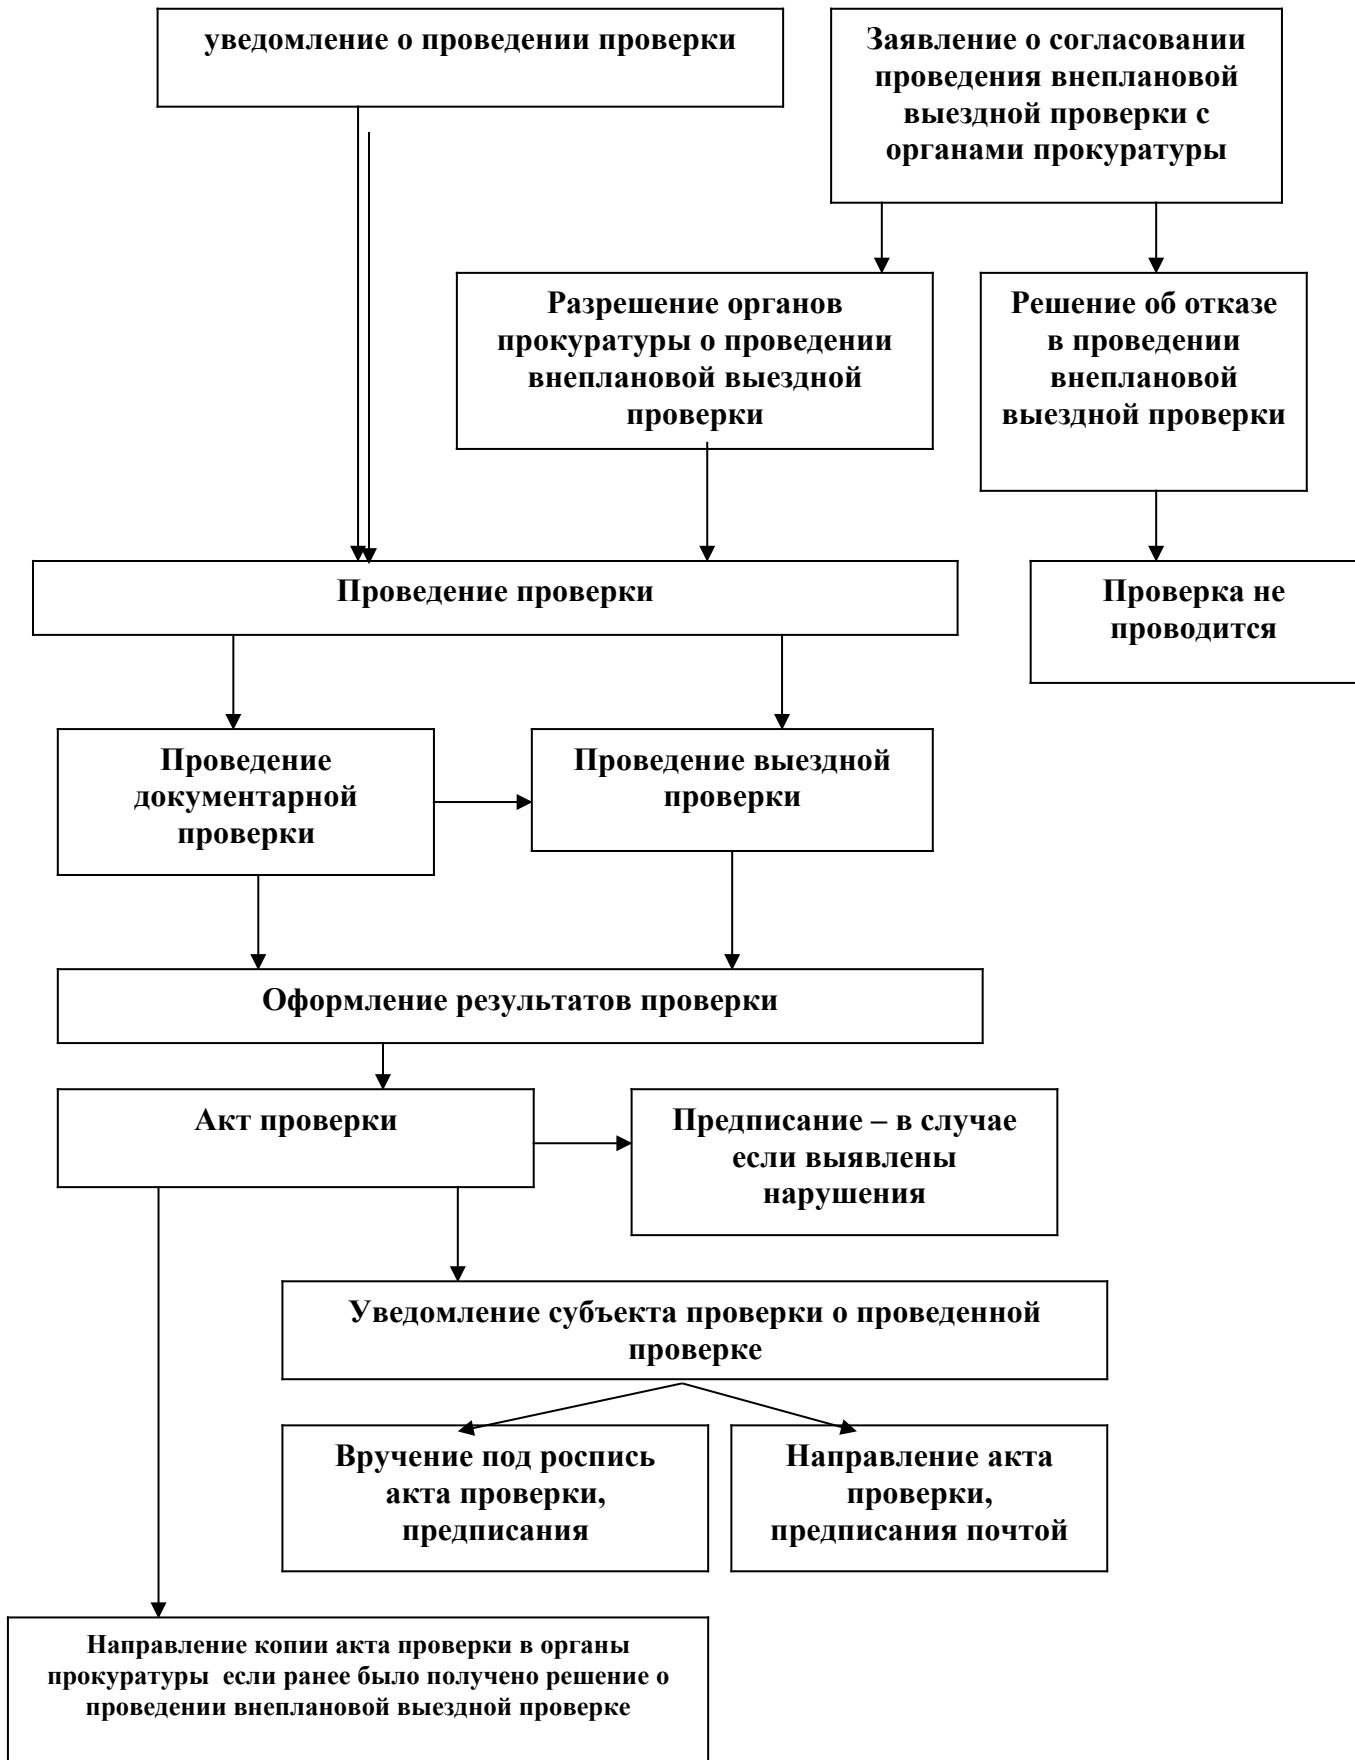 уведомление о проведении проверки
Заявление о согласовании
проведения внеплановой
выездной проверки с
органами прокуратуры
Разрешение органов
прокуратуры о проведении
внеплановой выездной
проверки
Решение об отказе
в проведении
внеплановой
выездной проверки
Проведение проверки
Проверка не
проводится
Проведение
документарной
проверки
Проведение выездной
проверки
Оформление результатов проверки
Акт проверки
Предписание – в случае
если выявлены
нарушения
Уведомление субъекта проверки о проведенной
проверке
Вручение под роспись
акта проверки,
предписания
Направление акта
проверки,
предписания почтой
Направление копии акта проверки в органы
прокуратуры  если ранее было получено решение о
проведении внеплановой выездной проверке